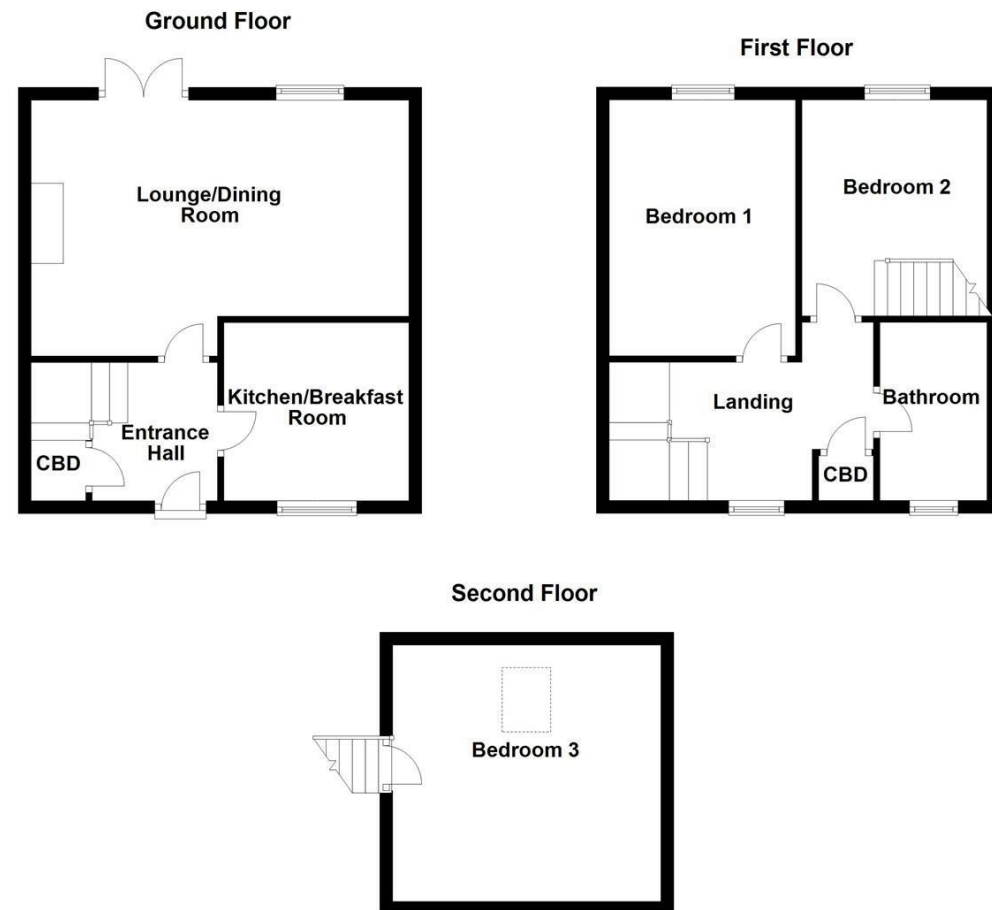 Ground Floor
Lounge/Dining
Room
Kitchen/Breakfast
Room
Entrance
Hall
CBD
First Floor
Bedroom 1
Bedroom 2
Landing
Bathroom
CBD
Second Floor
Bedroom 3